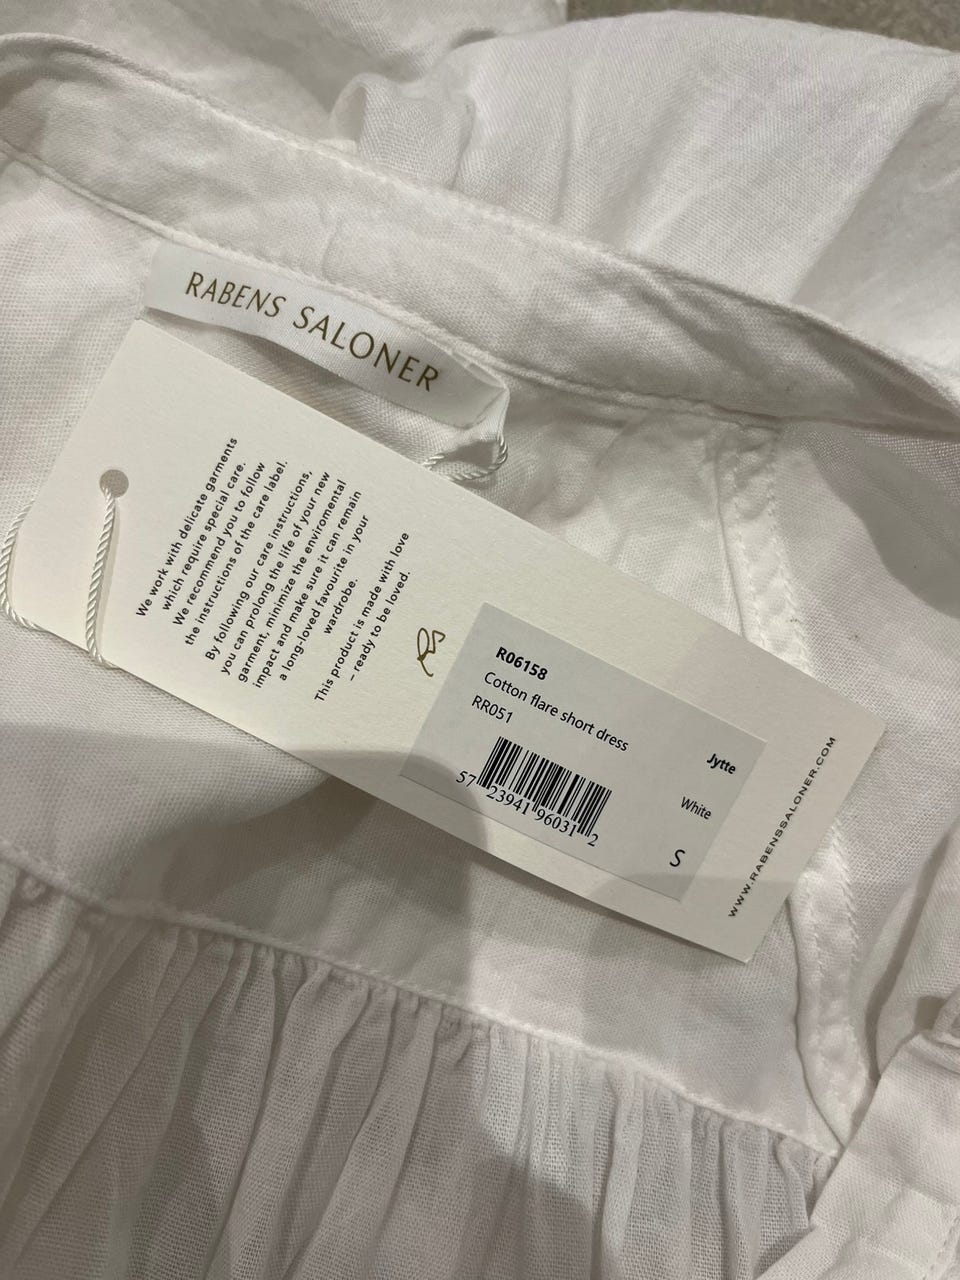 RABENS SALONER
We work with delicate garments
which require special care.
We recommend you to follow
the instructions of the care label.
By following our care instructions,
you can prolong the life of your new
garment, minimize the enviromental
impact and make sure it can remain
a long-loved favourite in your
wardrobe.
This product is made with love
– ready to be loved.
RS
R06158
Cotton flare short dress
RR051
Jytte
White
57 23941 96031 2
S
WWW.RABENSSALONER.COM